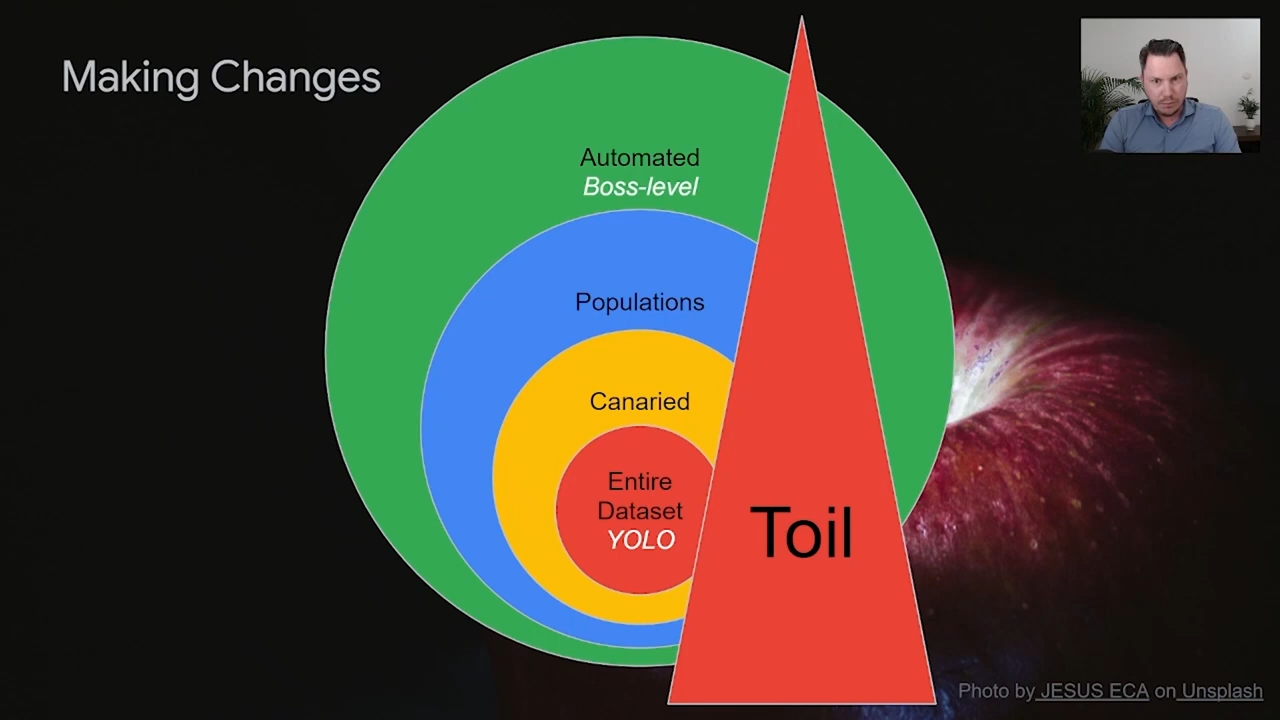 Making Changes
Automated
Boss-level
Populations
Canaried
Entire
Dataset
YOLO
Toil
Photo by JESUS ECA on Unsplash